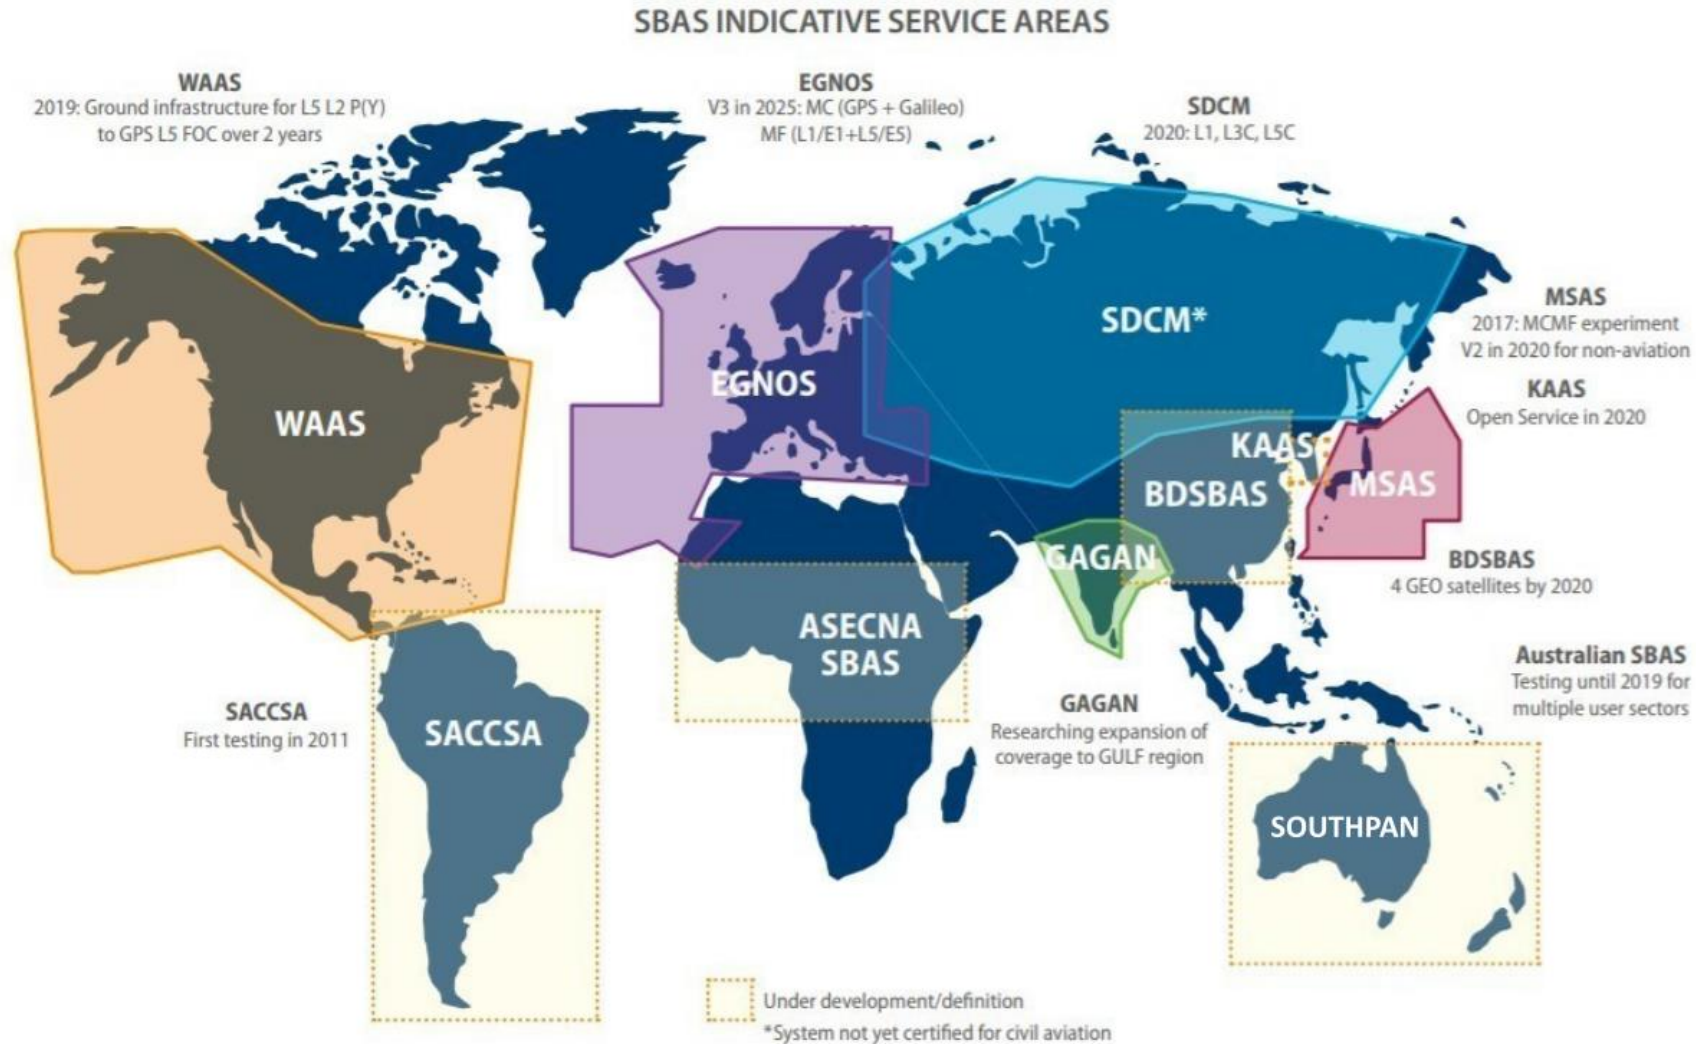 SBAS INDICATIVE SERVICE AREAS
WAAS
2019: Ground infrastructure for L5 L2 P(Y)
to GPS L5 FOC over 2 years
EGNOS
V3 in 2025: MC (GPS + Galileo)
MF (L1/E1+L5/E5)
SDCM
2020: L1, L3C, L5C
MSAS
2017: MCMF experiment
V2 in 2020 for non-aviation
KAAS
Open Service in 2020
SDCM*
EGNOS
WAAS
KAAS
MSAS
BDSBAS
GAGAN
BDSBAS
4 GEO satellites by 2020
ASECNA
SBAS
Australian SBAS
Testing until 2019 for
multiple user sectors
SACCSA
First testing in 2011
SACCSA
GAGAN
Researching expansion of
coverage to GULF region
SOUTHPAN
Under development/definition
*System not yet certified for civil aviation